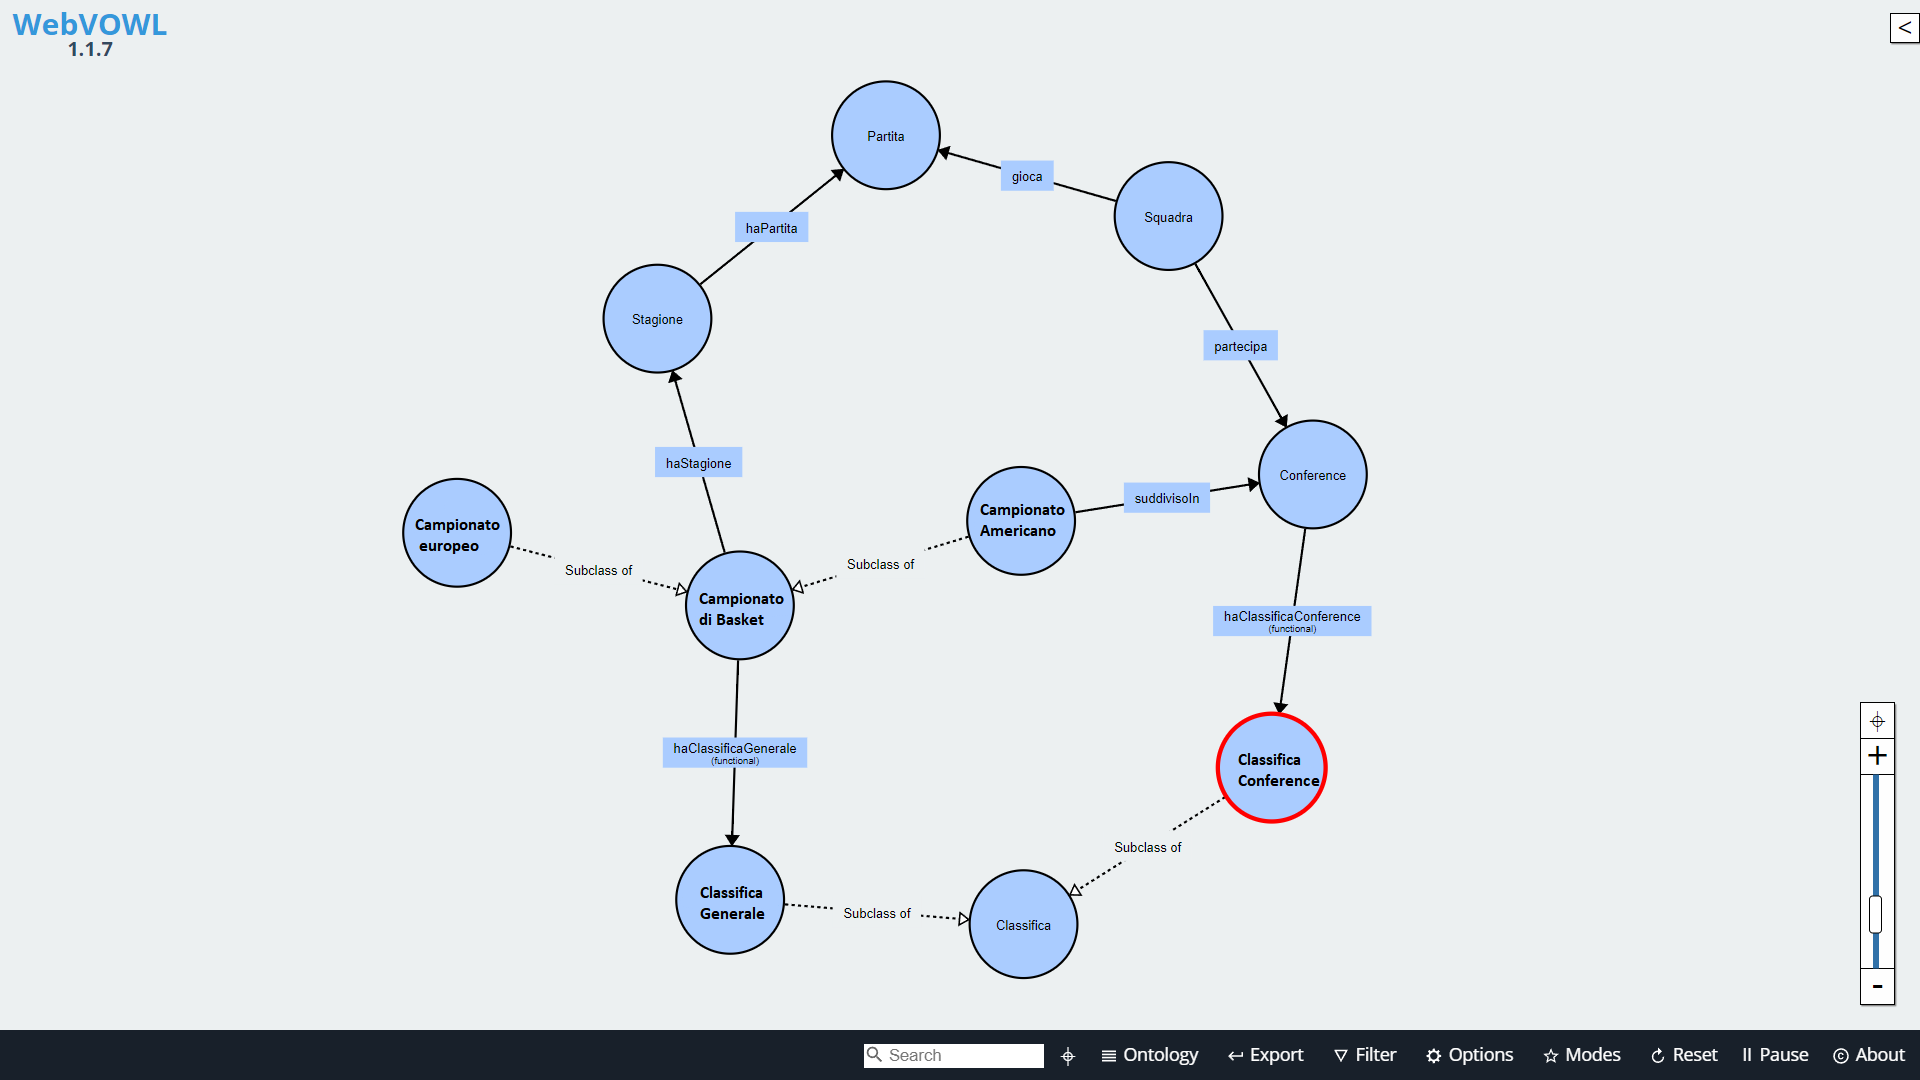 WebVOWL
1.1.7
<
Partita
gioca
Squadra
haPartita
Stagione
partecipa
haStagione
Conference
Campionato
Americano
suddivisoIn
Campionato
europeo
Subclass of
Subclass of
Campionato
di Basket
haClassificaConference
(functional)
haClassificaGenerale
(functional)
Classifica
Conference
Subclass of
Classifica
Generale
Subclass of
Classifica
+
-
Search
Ontology
Export
Filter
Options
Modes
Reset
Pause
About